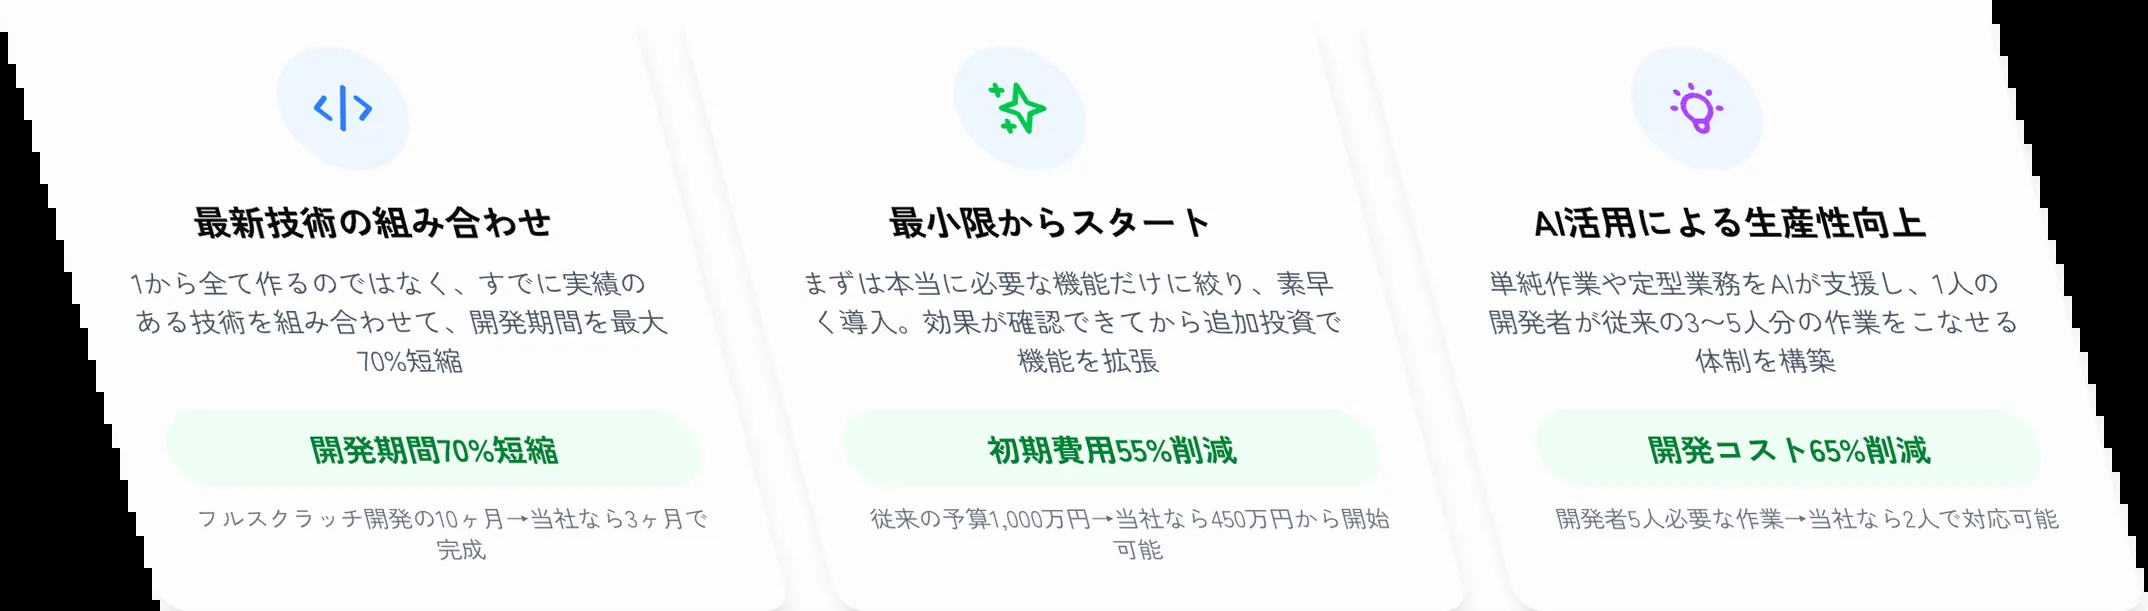 最新技術の組み合わせ
1から全て作るのではなく、すでに実績の
ある技術を組み合わせて、開発期間を最大
70%短縮
開発期間70%短縮
フルスクラッチ開発の10ヶ月→当社なら3ヶ月で
完成
最小限からスタート
まずは本当に必要な機能だけに絞り、素早
く導入。効果が確認できてから追加投資で
機能を拡張
初期費用55%削減
従来の予算1,000万円→当社なら450万円から開始
可能
AI活用による生産性向上
単純作業や定型業務をAIが支援し、1人の
開発者が従来の3〜5人分の作業をこなせる
体制を構築
開発コスト65%削減
開発者5人必要な作業→当社なら2人で対応可能